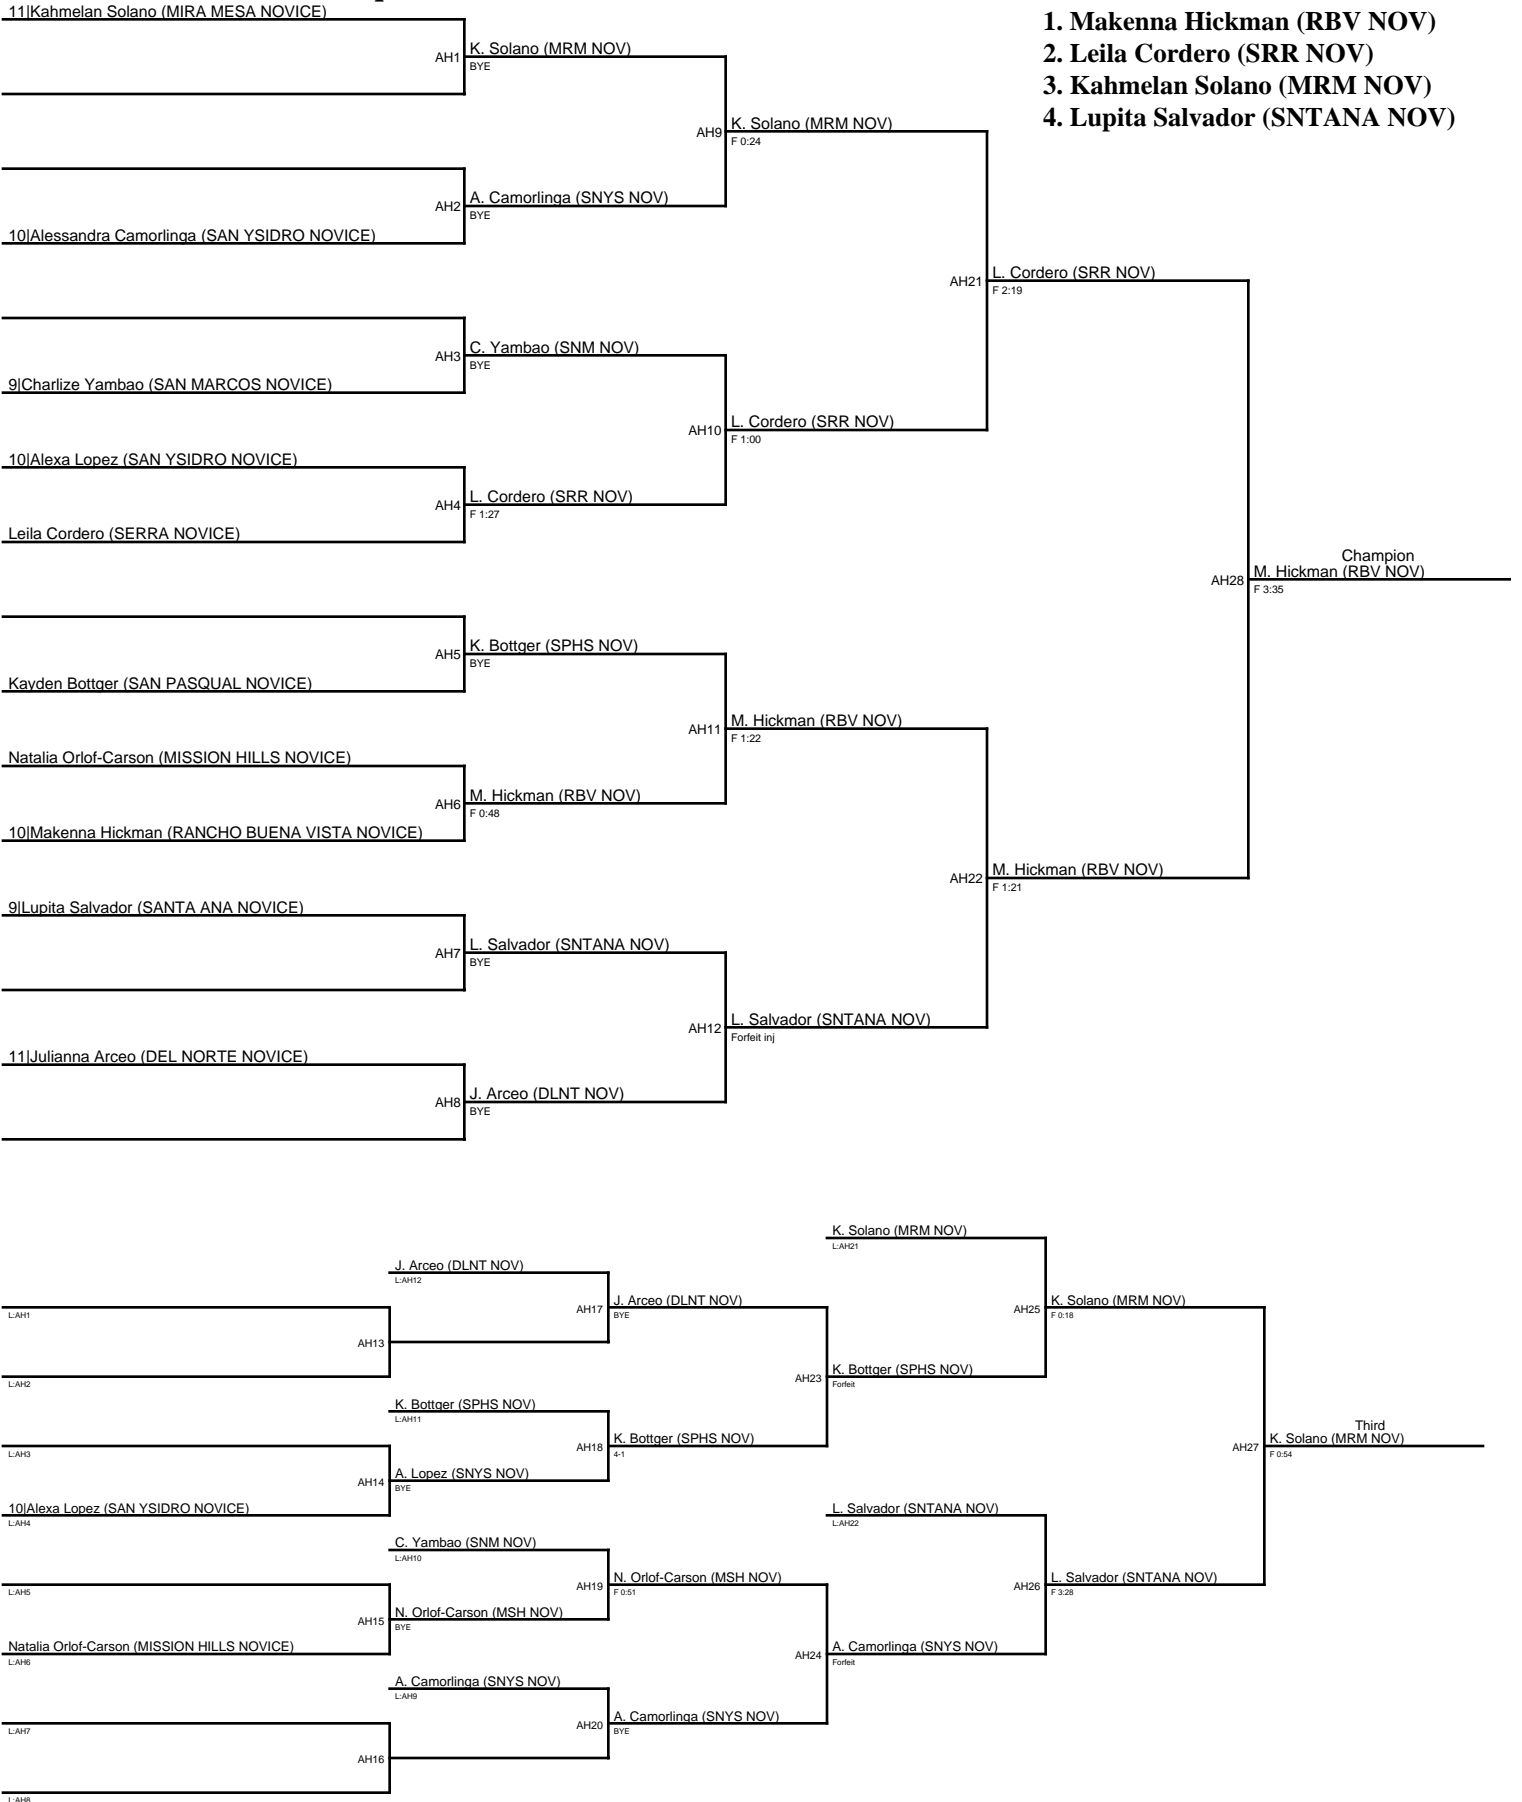 11|Kahmelan Solano (MIRA MESA NOVICE)
1. Makenna Hickman (RBV NOV)
2. Leila Cordero (SRR NOV)
3. Kahmelan Solano (MRM NOV)
4. Lupita Salvador (SNTANA NOV)
AH1
K. Solano (MRM NOV)
BYE
AH9
K. Solano (MRM NOV)
F 0:24
AH2
A. Camorlinga (SNYS NOV)
BYE
10|Alessandra Camorlinga (SAN YSIDRO NOVICE)
AH21
L. Cordero (SRR NOV)
F 2:19
AH3
C. Yambao (SNM NOV)
BYE
9|Charlize Yambao (SAN MARCOS NOVICE)
AH10
L. Cordero (SRR NOV)
F 1:00
10|Alexa Lopez (SAN YSIDRO NOVICE)
AH4
L. Cordero (SRR NOV)
F 1:27
Leila Cordero (SERRA NOVICE)
Champion
AH28
M. Hickman (RBV NOV)
F 3:35
AH5
K. Bottger (SPHS NOV)
BYE
Kayden Bottger (SAN PASQUAL NOVICE)
AH11
M. Hickman (RBV NOV)
F 1:22
Natalia Orlof-Carson (MISSION HILLS NOVICE)
AH6
M. Hickman (RBV NOV)
F 0:48
10|Makenna Hickman (RANCHO BUENA VISTA NOVICE)
AH22
M. Hickman (RBV NOV)
F 1:21
9|Lupita Salvador (SANTA ANA NOVICE)
AH7
L. Salvador (SNTANA NOV)
BYE
AH12
L. Salvador (SNTANA NOV)
Forfeit inj
11|Julianna Arceo (DEL NORTE NOVICE)
AH8
J. Arceo (DLNT NOV)
BYE
K. Solano (MRM NOV)
L:AH21
J. Arceo (DLNT NOV)
L:AH12
L:AH1
AH17
J. Arceo (DLNT NOV)
BYE
AH25
K. Solano (MRM NOV)
F 0:18
AH13
L:AH2
AH23
K. Bottger (SPHS NOV)
Forfeit
K. Bottger (SPHS NOV)
L:AH11
L:AH3
AH18
K. Bottger (SPHS NOV)
4-1
Third
AH27
K. Solano (MRM NOV)
F 0:54
AH14
A. Lopez (SNYS NOV)
BYE
10|Alexa Lopez (SAN YSIDRO NOVICE)
L:AH4
L. Salvador (SNTANA NOV)
L:AH22
C. Yambao (SNM NOV)
L:AH10
L:AH5
AH19
N. Orlof-Carson (MSH NOV)
F 0:51
AH26
L. Salvador (SNTANA NOV)
F 3:28
AH15
N. Orlof-Carson (MSH NOV)
BYE
Natalia Orlof-Carson (MISSION HILLS NOVICE)
L:AH6
AH24
A. Camorlinga (SNYS NOV)
Forfeit
A. Camorlinga (SNYS NOV)
L:AH9
L:AH7
AH20
A. Camorlinga (SNYS NOV)
BYE
AH16
L:AH8